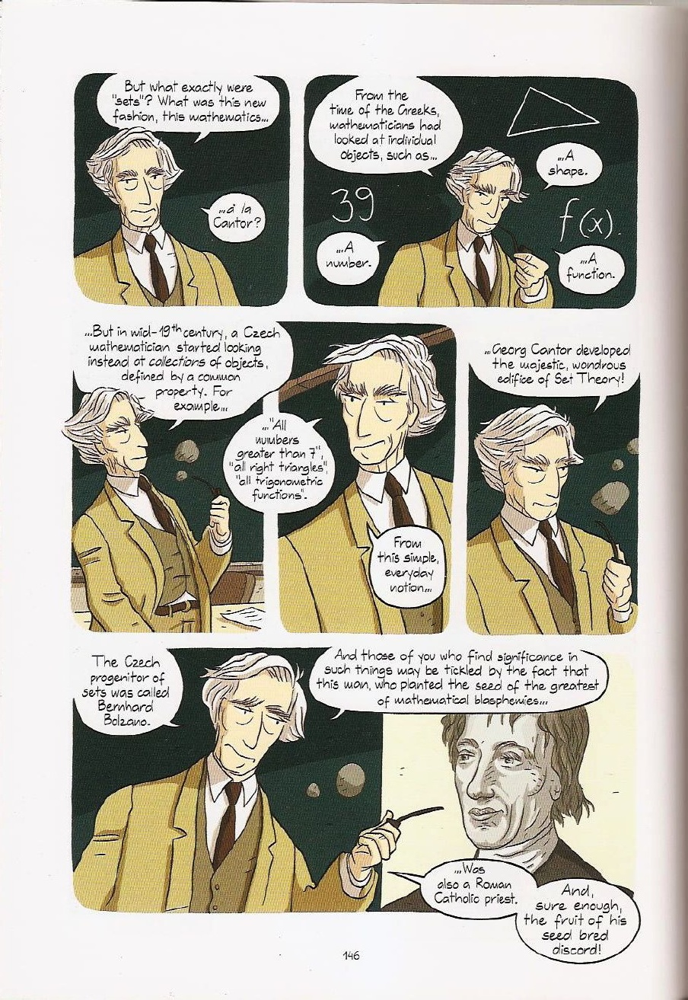 But what exactly were
"sets"? What was this new
fashion, this mathematics...
...à la
Cantor?
From the
time of the Greeks,
mathematicians had
looked at individual
objects, such as...
39
...A
number.
...A
shape.
f(x).
...A
function.
...But in mid-19th century, a Czech
mathematician started looking
instead at collections of objects,
defined by a common
property. For
example...
..."All
numbers
greater than 7",
"all right triangles",
"all trigonometric
functions".
From
this simple,
everyday
notion...
...Georg Cantor developed
the majestic, wondrous
edifice of Set Theory!
The Czech
progenitor of
sets was called
Bernhard
Bolzano.
And those of you who find significance in
such things may be tickled by the fact that
this man, who planted the seed of the greatest
of mathematical blasphemies...
...Was
also a Roman
Catholic priest.
And,
sure enough,
the fruit of his
seed bred
discord!
146